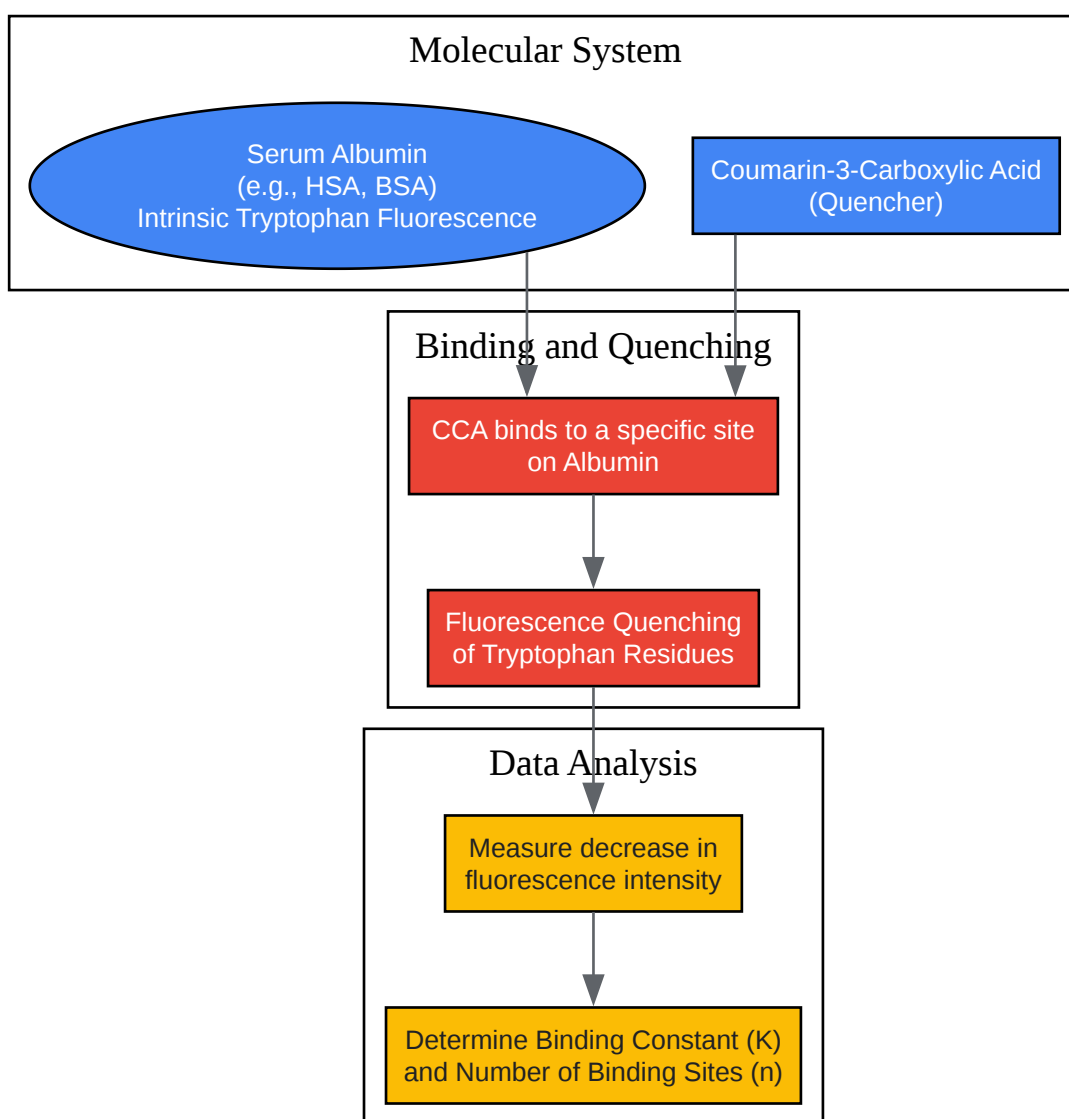 Molecular System
Serum Albumin
(e.g., HSA, BSA)
Intrinsic Tryptophan Fluorescence
Coumarin-3-Carboxylic Acid
(Quencher)
Binding and Quenching
CCA binds to a specific site
on Albumin
Fluorescence Quenching
of Tryptophan Residues
Data Analysis
Measure decrease in
fluorescence intensity
Determine Binding Constant (K)
and Number of Binding Sites (n)